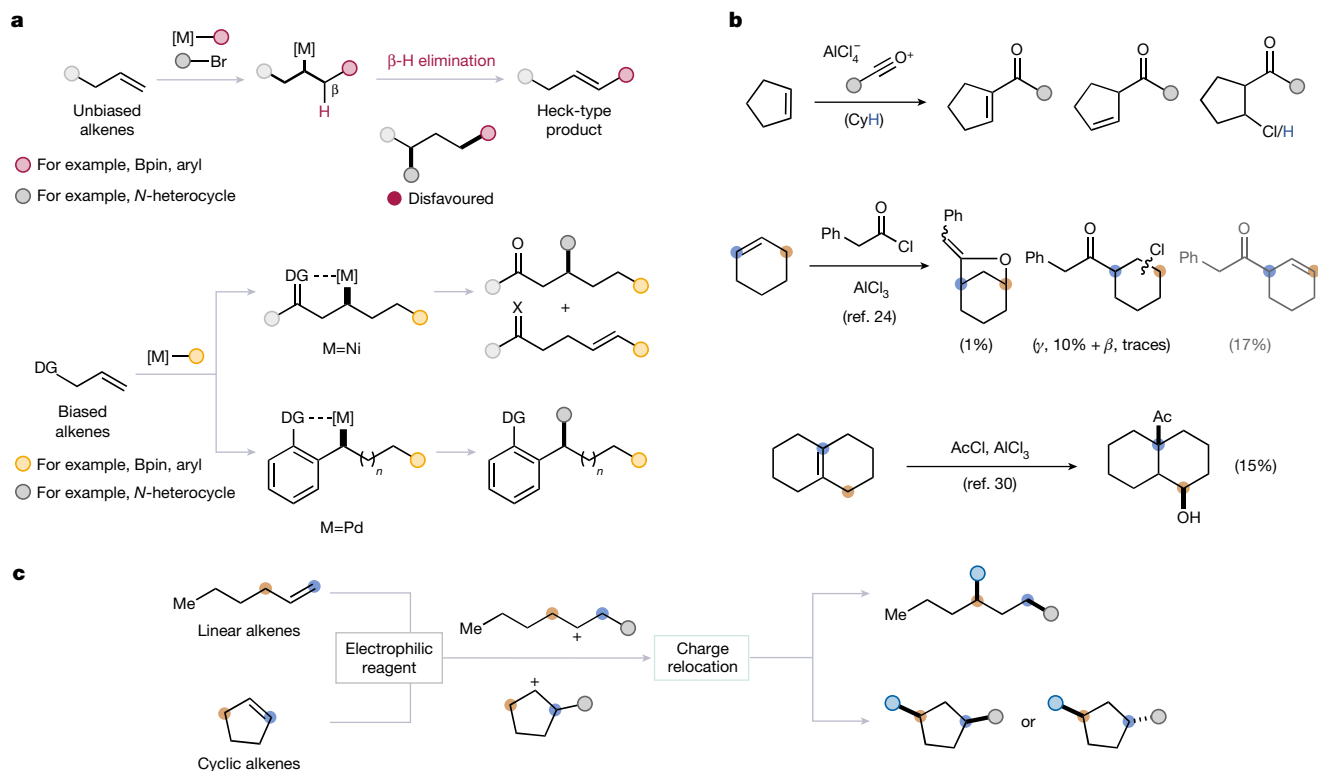 a
[M]
Br
Unbiased
alkenes
[M]
β
H
β-H elimination
Heck-type
product
For example, Bpin, aryl
For example, N-heterocycle
Disfavoured
DG
Biased
alkenes
[M]
For example, Bpin, aryl
For example, N-heterocycle
DG
[M]
M=Ni
O
+
X
DG
[M]
n
M=Pd
DG
n
b
AlCl4−
O+
(CyH)
O
O
O
Cl/H
Ph
O
Cl
AlCl3
(ref. 24)
Ph
O
(1%)
Ph
O
Cl
(γ, 10% + β, traces)
Ph
O
(17%)
AcCl, AlCl3
(ref. 30)
Ac
OH
(15%)
c
Me
Linear alkenes
Cyclic alkenes
Electrophilic
reagent
Me
+
+
Charge
relocation
Me
or